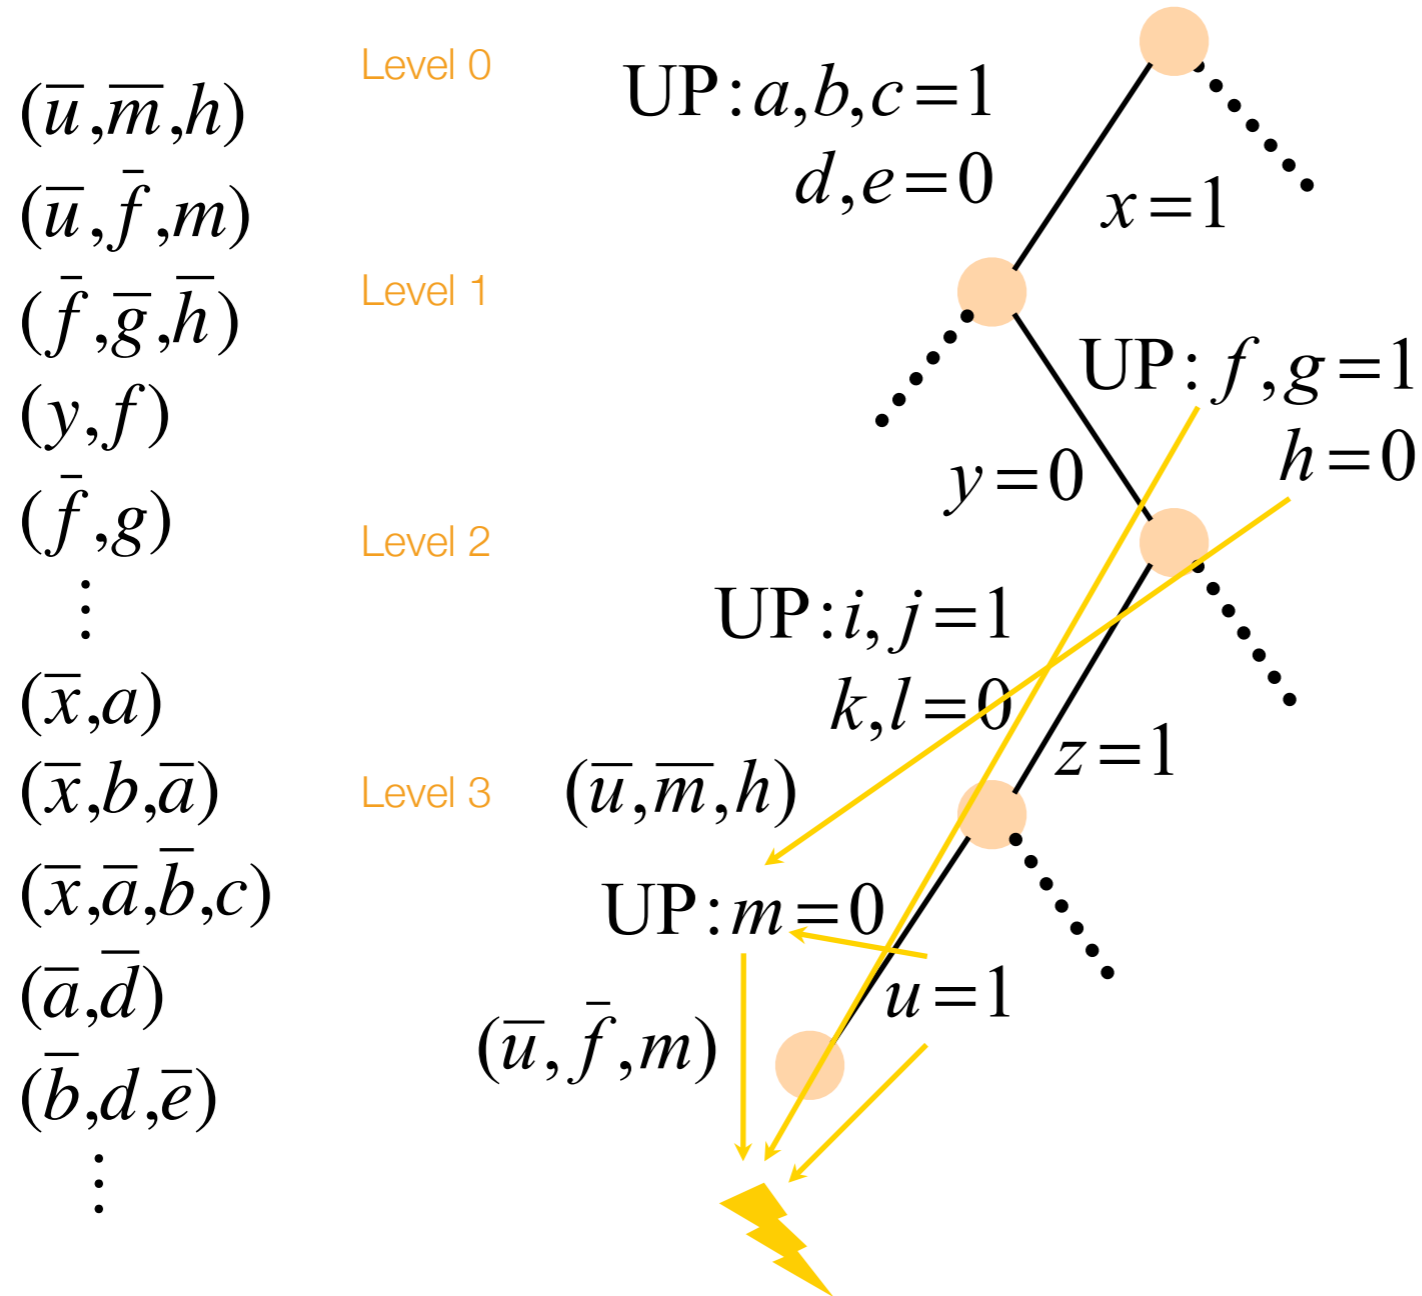 (u̅,m̅,h)
(u̅,f̅,m)
(f̅,g̅,h̅)
(y,f)
(f̅,g)
⋮
(x̅,a)
(x̅,b,a̅)
(x̅,a̅,b̅,c)
(a̅,d̅)
(b̅,d,e̅)
⋮
Level 0
UP:a,b,c=1
d,e=0
x=1
Level 1
UP:f,g=1
h=0
y=0
Level 2
UP:i,j=1
k,l=0
z=1
Level 3
(u̅,m̅,h)
UP:m=0
u=1
(u̅,f̅,m)